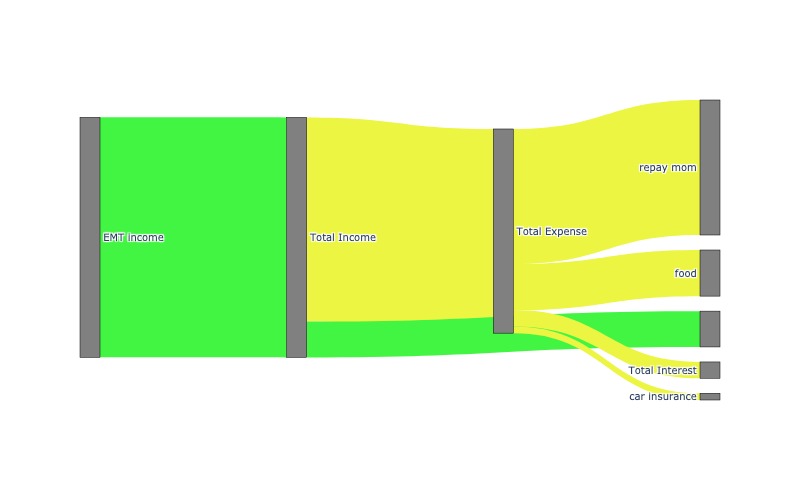 EMT income
Total Income
Total Expense
repay mom
food
Total Interest
car insurance